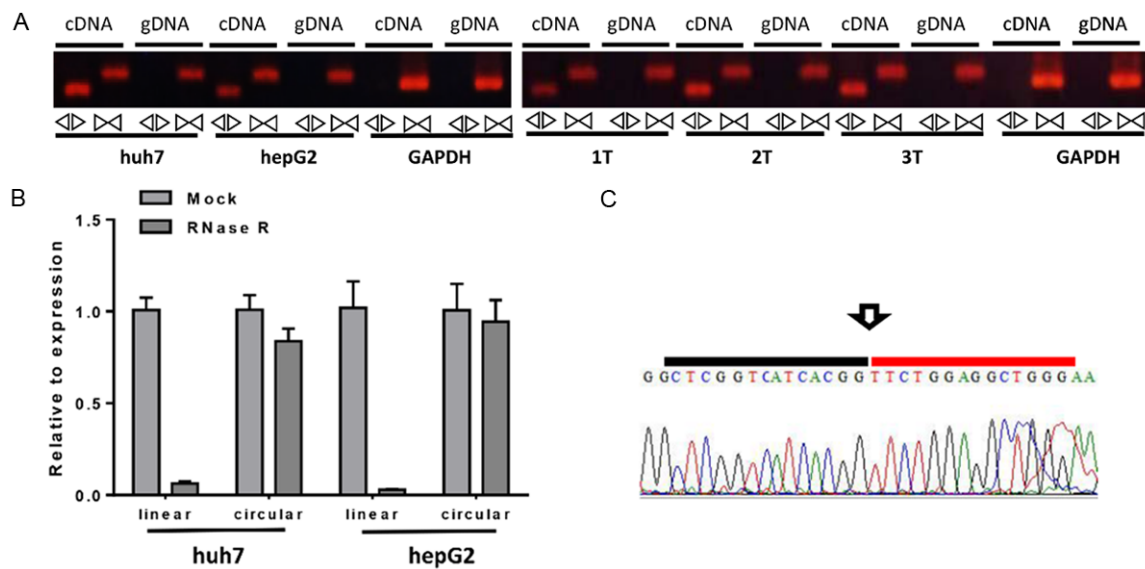 A
cDNA gDNA cDNA gDNA cDNA gDNA cDNA gDNA cDNA gDNA cDNA gDNA cDNA gDNA
huh7 hepG2 GAPDH 1T 2T 3T GAPDH
B
Mock
RNase R
Relative to expression
1.5
1.0
0.5
0.0
linear circular linear circular
huh7 hepG2
C
G GCTCGGTCATCACGGTTCTGGAGGCTGGGAA